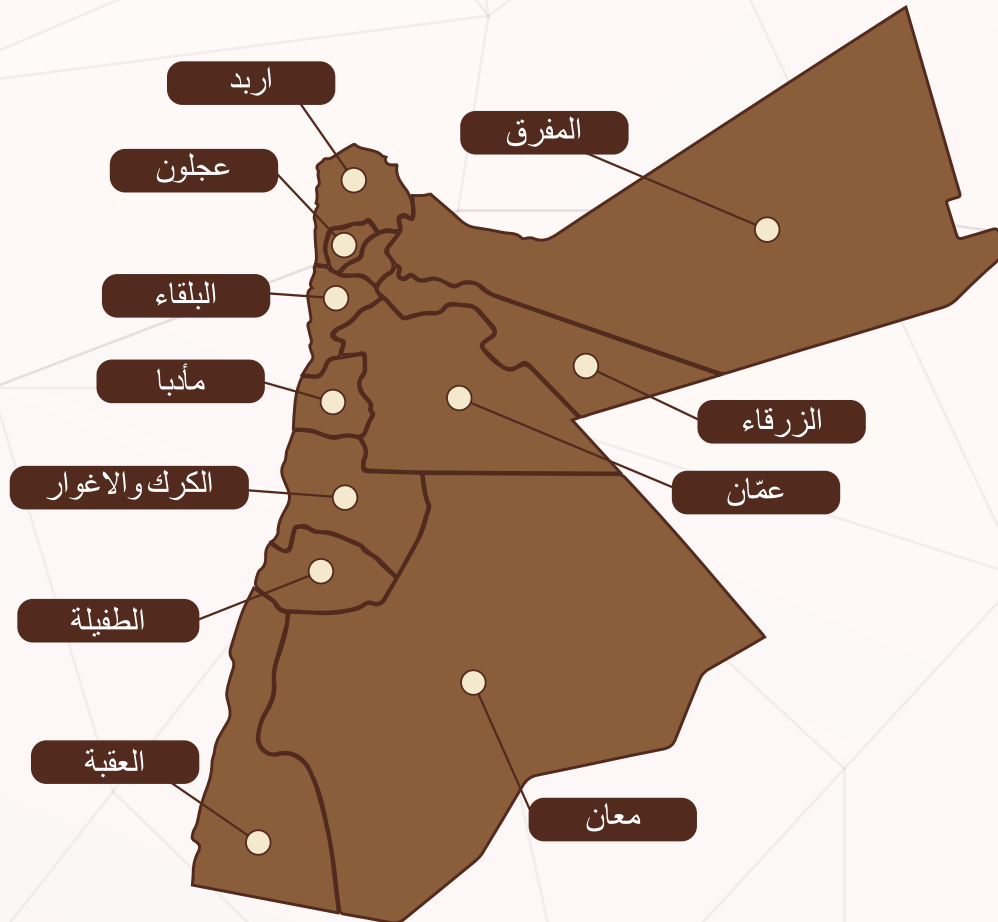 اربد
المفرق
عجلون
البلقاء
مأدبا
الزرقاء
الكرك والاغوار
عمّان
الطفيلة
العقبة
معان